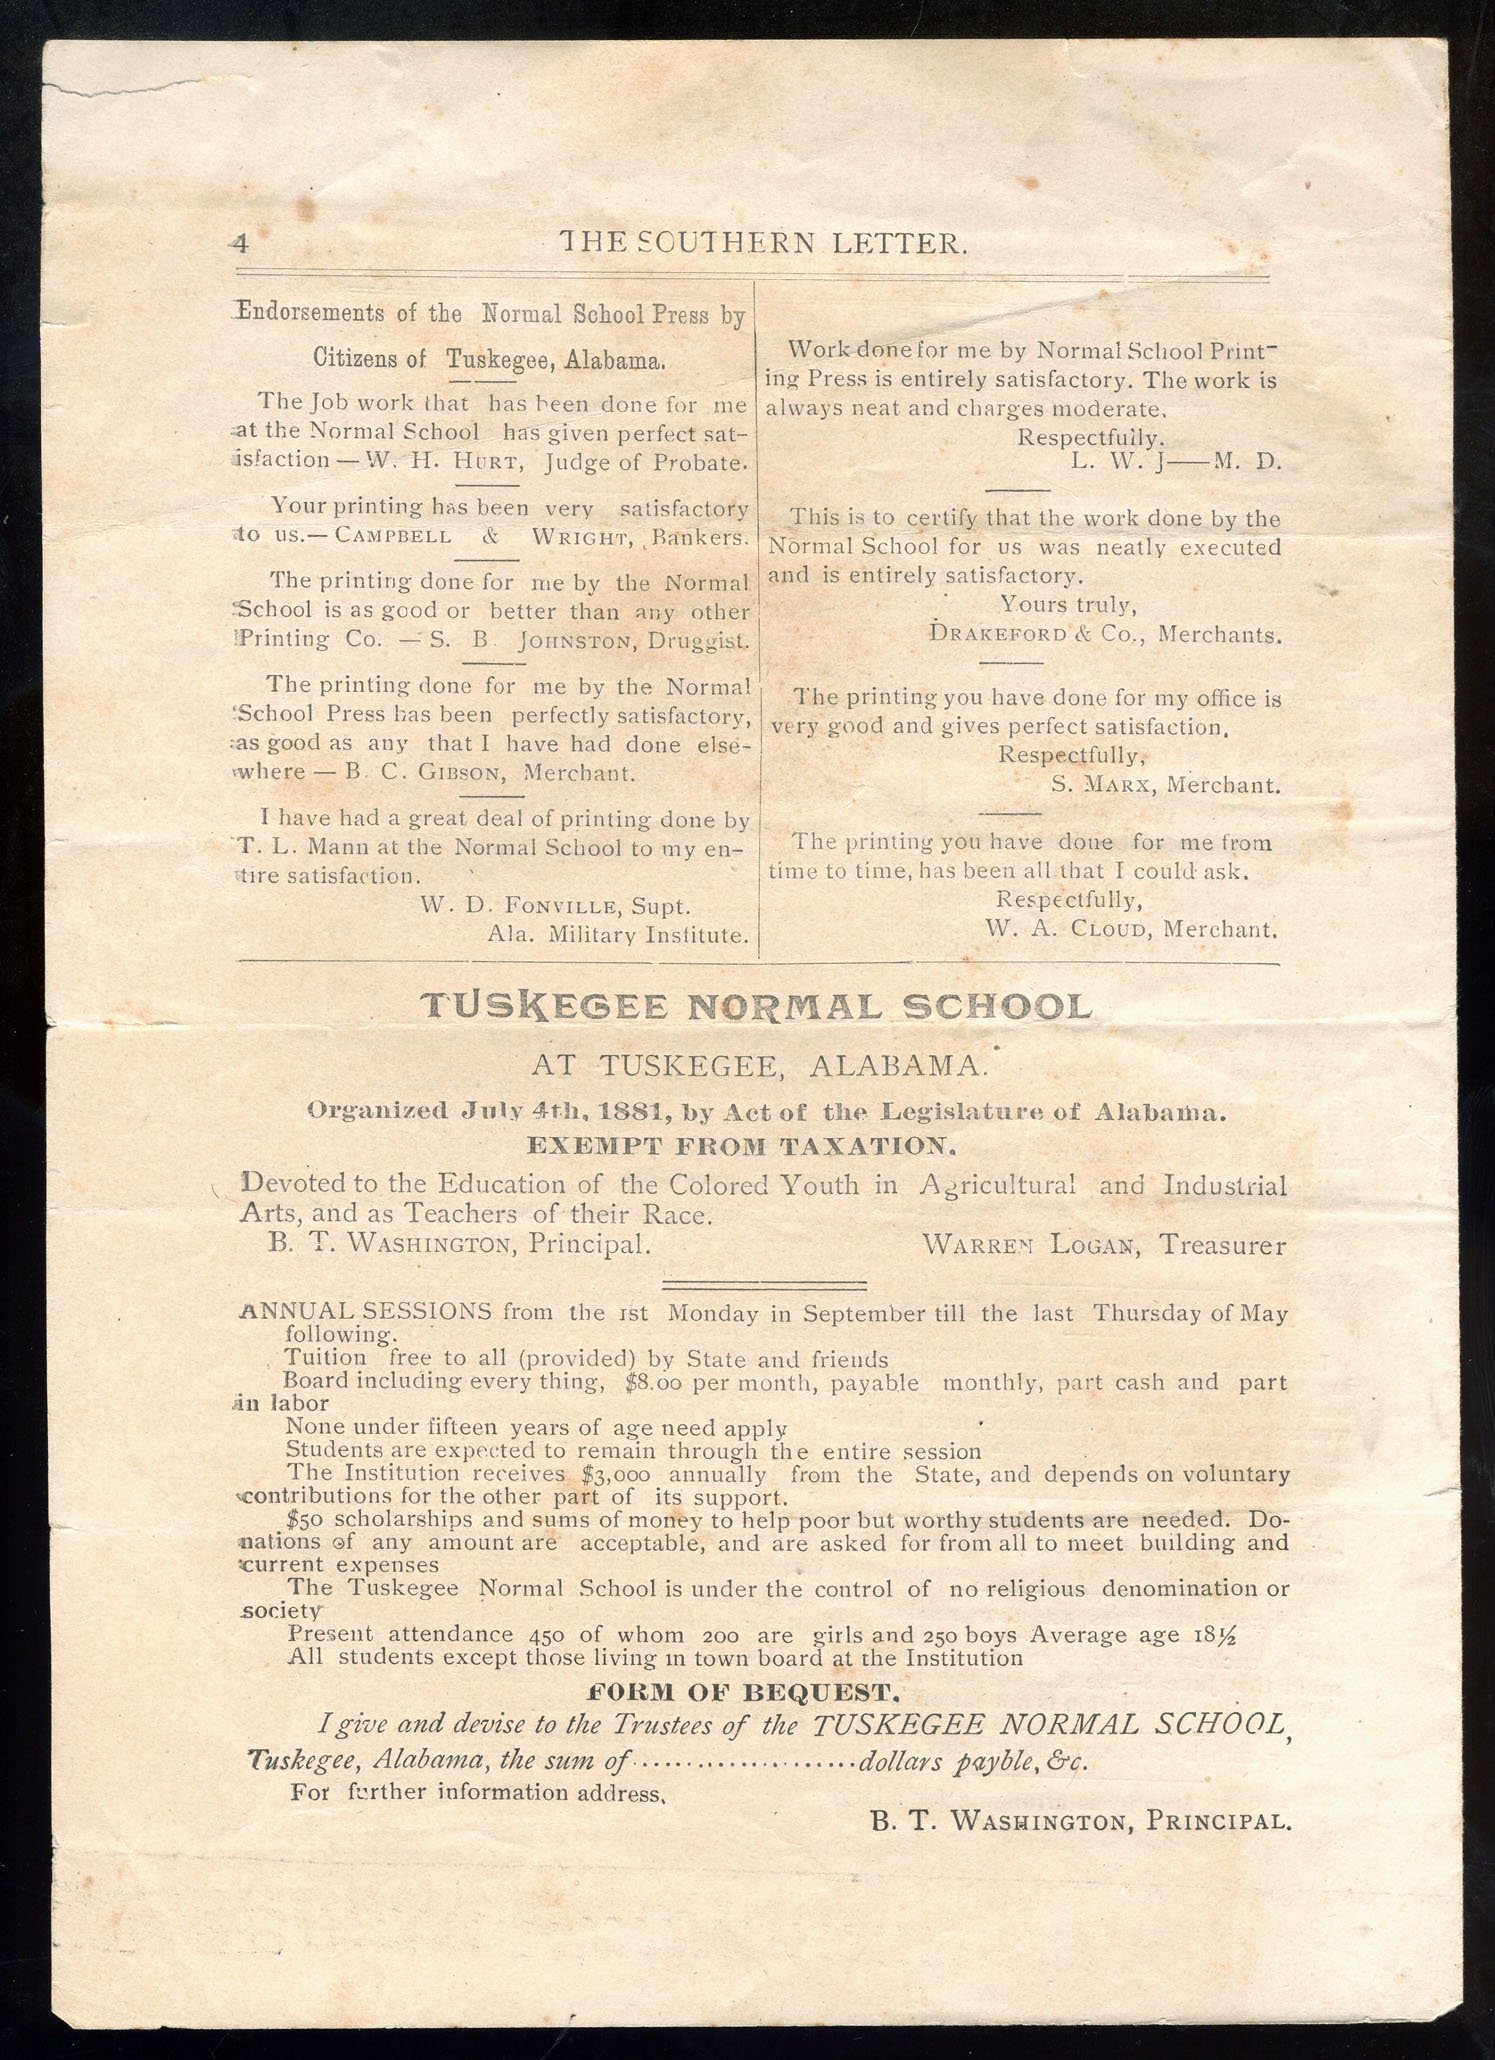 4
THE SOUTHERN LETTER.
Endorsements of the Normal School Press by
Citizens of Tuskegee, Alabama.
The Job work that has been done for me
at the Normal School has given perfect sat-
isfaction — W. H. HURT, Judge of Probate.
Your printing has been very satisfactory
to us.— CAMPBELL & WRIGHT, Bankers.
The printing done for me by the Normal
School is as good or better than any other
Printing Co. — S. B. JOHNSTON, Druggist.
The printing done for me by the Normal
School Press has been perfectly satisfactory,
as good as any that I have had done else-
where — B. C. GIBSON, Merchant.
I have had a great deal of printing done by
T. L. Mann at the Normal School to my en-
tire satisfaction.
W. D. FONVILLE, Supt.
Ala. Military Institute.
Work done for me by Normal School Print-
ing Press is entirely satisfactory. The work is
always neat and charges moderate.
Respectfully.
L. W. J——M. D.
This is to certify that the work done by the
Normal School for us was neatly executed
and is entirely satisfactory.
Yours truly,
DRAKEFORD & Co., Merchants.
The printing you have done for my office is
very good and gives perfect satisfaction.
Respectfully,
S. MARX, Merchant.
The printing you have done for me from
time to time, has been all that I could ask.
Respectfully,
W. A. CLOUD, Merchant.
TUSKEGEE NORMAL SCHOOL
AT TUSKEGEE, ALABAMA.
Organized July 4th, 1881, by Act of the Legislature of Alabama.
EXEMPT FROM TAXATION.
Devoted to the Education of the Colored Youth in Agricultural and Industrial
Arts, and as Teachers of their Race.
B. T. WASHINGTON, Principal. WARREN LOGAN, Treasurer
ANNUAL SESSIONS from the 1st Monday in September till the last Thursday of May
following.
Tuition free to all (provided) by State and friends
Board including every thing, $8.00 per month, payable monthly, part cash and part
in labor
None under fifteen years of age need apply
Students are expected to remain through the entire session
The Institution receives $3,000 annually from the State, and depends on voluntary
contributions for the other part of its support.
$50 scholarships and sums of money to help poor but worthy students are needed. Do-
nations of any amount are acceptable, and are asked for from all to meet building and
current expenses
The Tuskegee Normal School is under the control of no religious denomination or
society
Present attendance 450 of whom 200 are girls and 250 boys Average age 18½
All students except those living in town board at the Institution
FORM OF BEQUEST.
I give and devise to the Trustees of the TUSKEGEE NORMAL SCHOOL,
Tuskegee, Alabama, the sum of.....................dollars payble, &c.
For further information address,
B. T. WASHINGTON, PRINCIPAL.